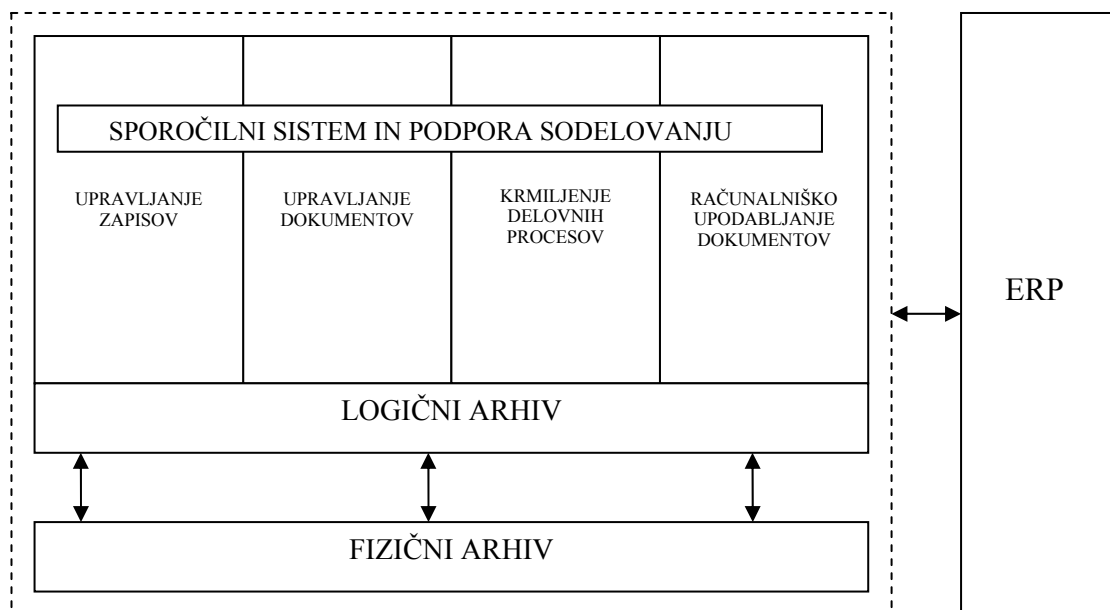 SPOROČILNI SISTEM IN PODPORA SODELOVANJU
UPRAVLJANJE
ZAPISOV
UPRAVLJANJE
DOKUMENTOV
KRMILJENJE
DELOVNIH
PROCESOV
RAČUNALNIŠKO
UPODABLJANJE
DOKUMENTOV
ERP
LOGIČNI ARHIV
FIZIČNI ARHIV